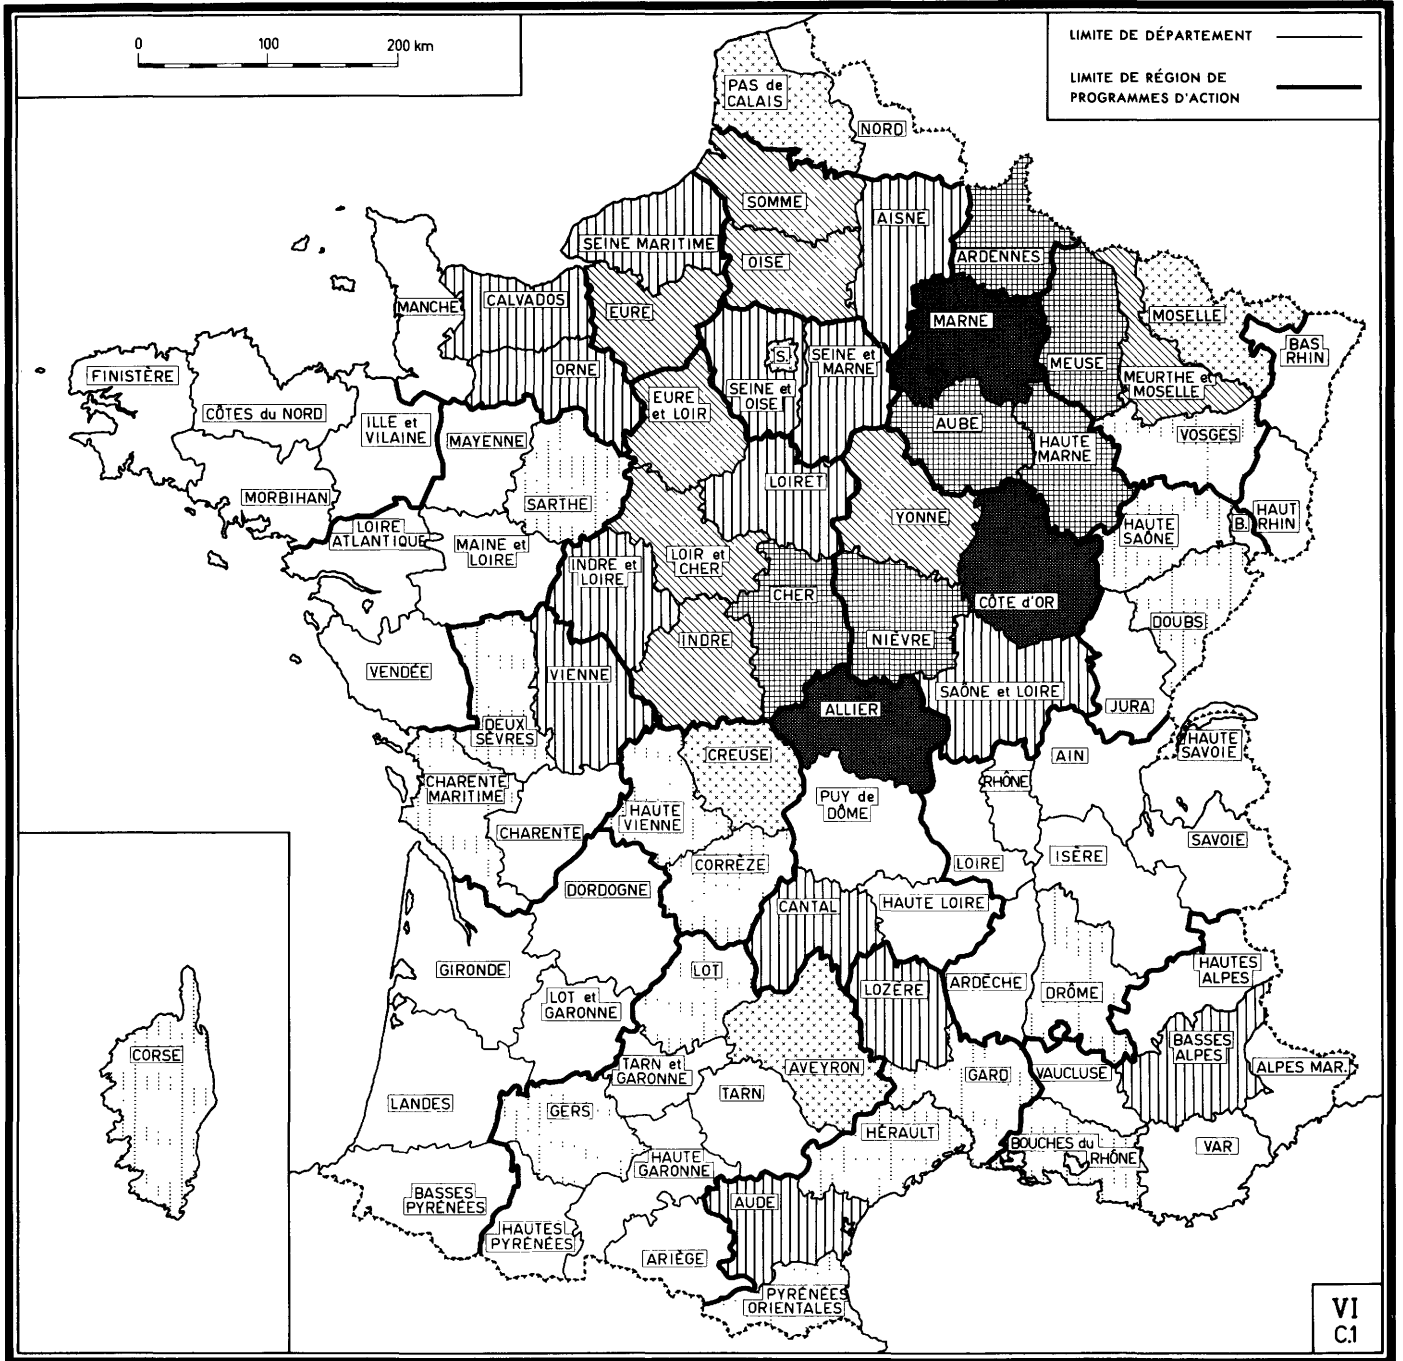 0 100 200 km
LIMITE DE DÉPARTEMENT
LIMITE DE RÉGION DE
PROGRAMMES D'ACTION
PAS de
CALAIS
NORD
SOMME
AISNE
SEINE MARITIME
OISE
ARDENNES
MANCHE
CALVADOS
EURE
MARNE
MOSELLE
BAS
RHIN
S.
SEINE et
MARNE
MEUSE
FINISTÈRE
ORNE
SEINE et
OISE
MEURTHE et
MOSELLE
CÔTES du NORD
EURE
et LOIR
ILLE et
VILAINE
MAYENNE
AUBE
HAUTE
MARNE
VOSGES
LOIRET
MORBIHAN
SARTHE
YONNE
HAUT
RHIN
B.
HAUTE
SAÔNE
LOIRE
ATLANTIQUE
MAINE et
LOIRE
INDRE et
LOIRE
LOIR et
CHER
CHER
CÔTE d'OR
DOUBS
VENDÉE
INDRE
NIÈVRE
VIENNE
SAÔNE et LOIRE
JURA
ALLIER
DEUX
SÈVRES
CREUSE
HAUTE
SAVOIE
AIN
RHÔNE
CHARENTE
MARITIME
PUY de
DÔME
HAUTE
VIENNE
CHARENTE
SAVOIE
CORRÈZE
LOIRE
ISÈRE
DORDOGNE
CANTAL
HAUTE LOIRE
GIRONDE
LOT
HAUTES
ALPES
LOT et
GARONNE
LOZÈRE
ARDÈCHE
DRÔME
CORSE
BASSES
ALPES
TARN et
GARONNE
AVEYRON
GARD
VAUCLUSE
ALPES MAR.
LANDES
GERS
TARN
HÉRAULT
BOUCHES du
RHÔNE
VAR
HAUTE
GARONNE
BASSES
PYRÉNÉES
AUDE
HAUTES
PYRÉNÉES
ARIÈGE
PYRÉNÉES
ORIENTALES
VI
C.1